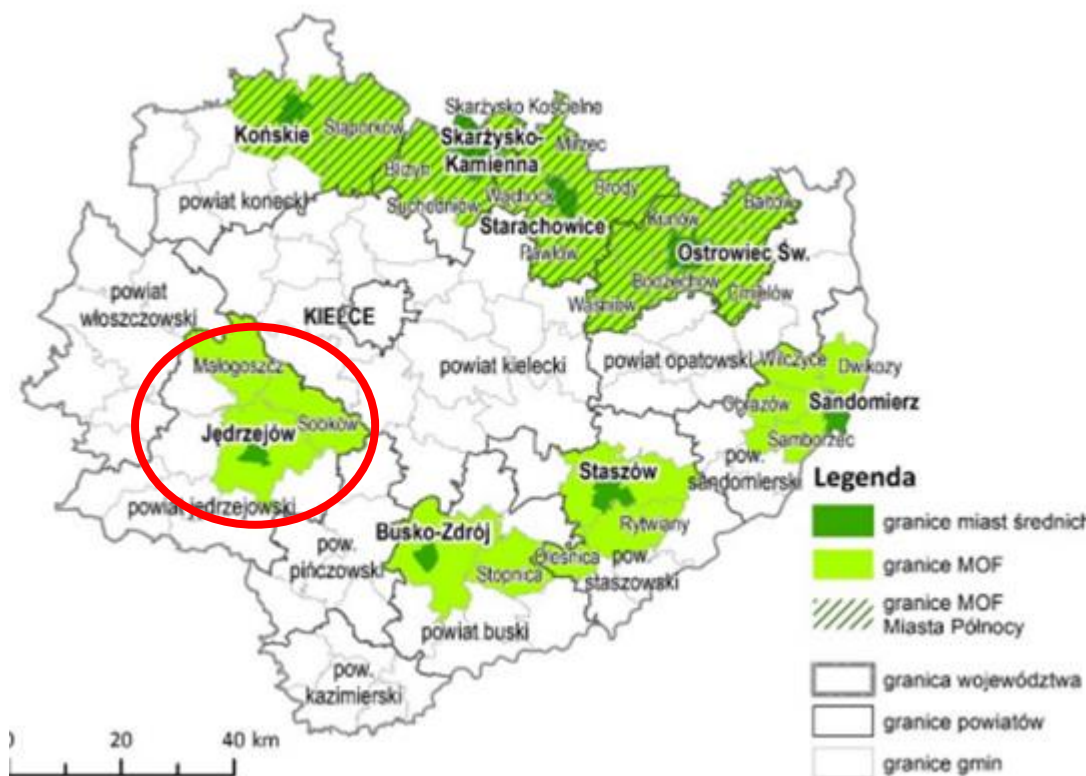 Skarżysko Kościelne
Końskie
Stąporków
Skarżysko-
Kamienna
Mirzec
Bliżyn
Wąchock
Brody
powiat konecki
Suchedniów
Bałtów
Kunów
Starachowice
Pawłów
Ostrowiec Św.
Bodzechów
Ćmielów
Waśniów
powiat
włoszczowski
KIELCE
powiat kielecki
powiat opatowski
Wilczyce
Dwikozy
Małogoszcz
Obrazów
Sandomierz
Sobków
Jędrzejów
Samborzec
pow.
sandomierski
Staszów
powiat jędrzejowski
Rytwiany
Busko-Zdrój
Oleśnica
pow.
staszowski
Stopnica
pow.
pińczowski
powiat buski
pow.
kazimierski
Legenda
granice miast średnich
granice MOF
granice MOF
Miasta Północy
granica województwa
granice powiatów
granice gmin
0 20 40 km